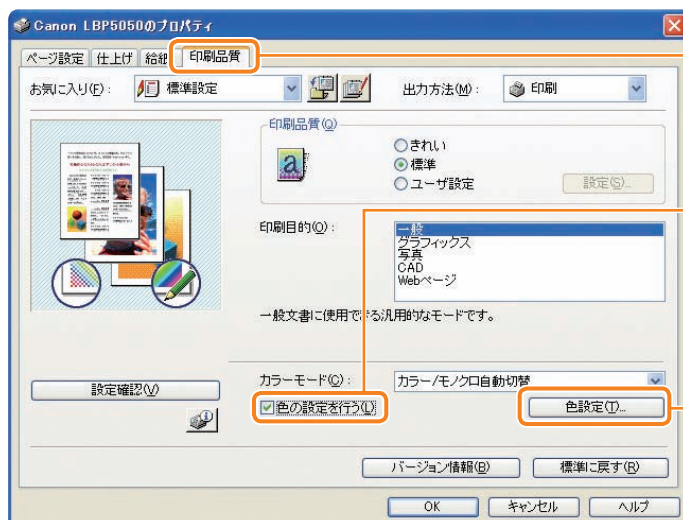 Canon LBP5050のプロパティ
ページ設定 仕上げ 給紙 印刷品質
お気に入り(F): 標準設定 出力方法(M): 印刷
印刷品質(Q)
きれい
標準
ユーザ設定 設定(S)...
印刷目的(O): 一般
グラフィックス
写真
CAD
Webページ
一般文書に使用できる汎用的なモードです。
設定確認(V)
カラーモード(C): カラー/モノクロ自動切替
色の設定を行う(L) 色設定(T)...
バージョン情報(B) 標準に戻す(R)
OK キャンセル ヘルプ